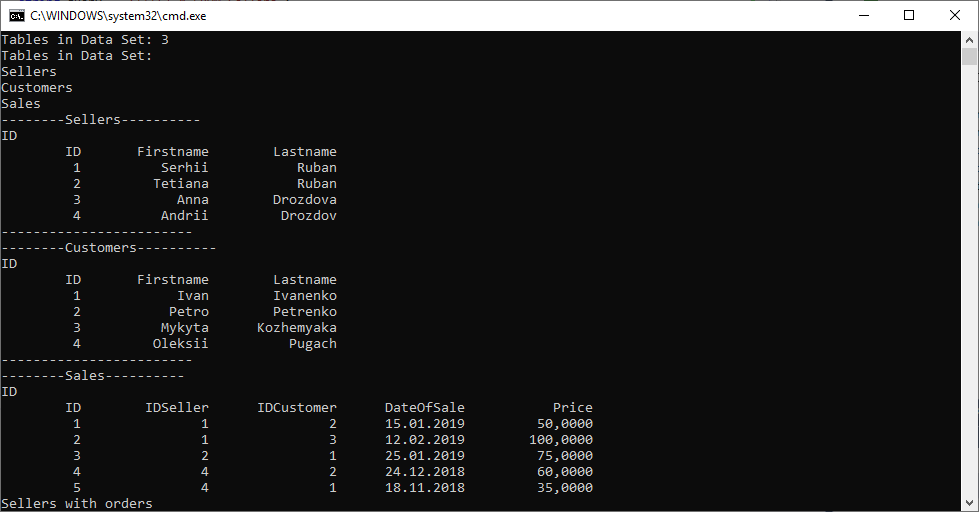 C:\WINDOWS\system32\cmd.exe
Tables in Data Set: 3
Tables in Data Set:
Sellers
Customers
Sales
--------Sellers----------
ID
ID Firstname Lastname
1 Serhii Ruban
2 Tetiana Ruban
3 Anna Drozdova
4 Andrii Drozdov
------------------------
--------Customers----------
ID
ID Firstname Lastname
1 Ivan Ivanenko
2 Petro Petrenko
3 Mykyta Kozhemyaka
4 Oleksii Pugach
------------------------
--------Sales----------
ID
ID IDSeller IDCustomer DateOfSale Price
1 1 2 15.01.2019 50,0000
2 1 3 12.02.2019 100,0000
3 2 1 25.01.2019 75,0000
4 4 2 24.12.2018 60,0000
5 4 1 18.11.2018 35,0000
Sellers with orders